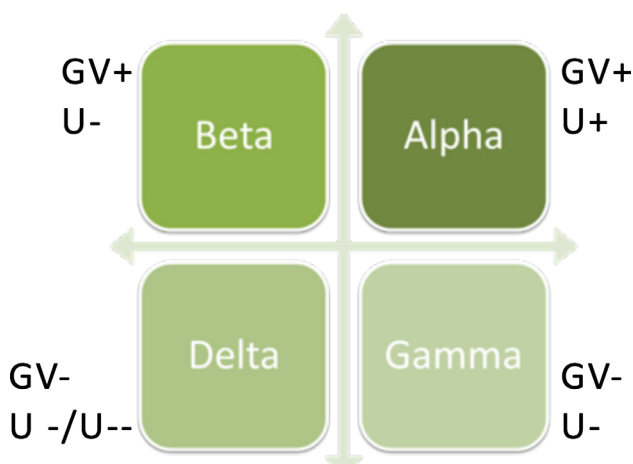 GV+
U-
Beta
Alpha
GV+
U+
Delta
Gamma
GV-
U -/U--
GV-
U-